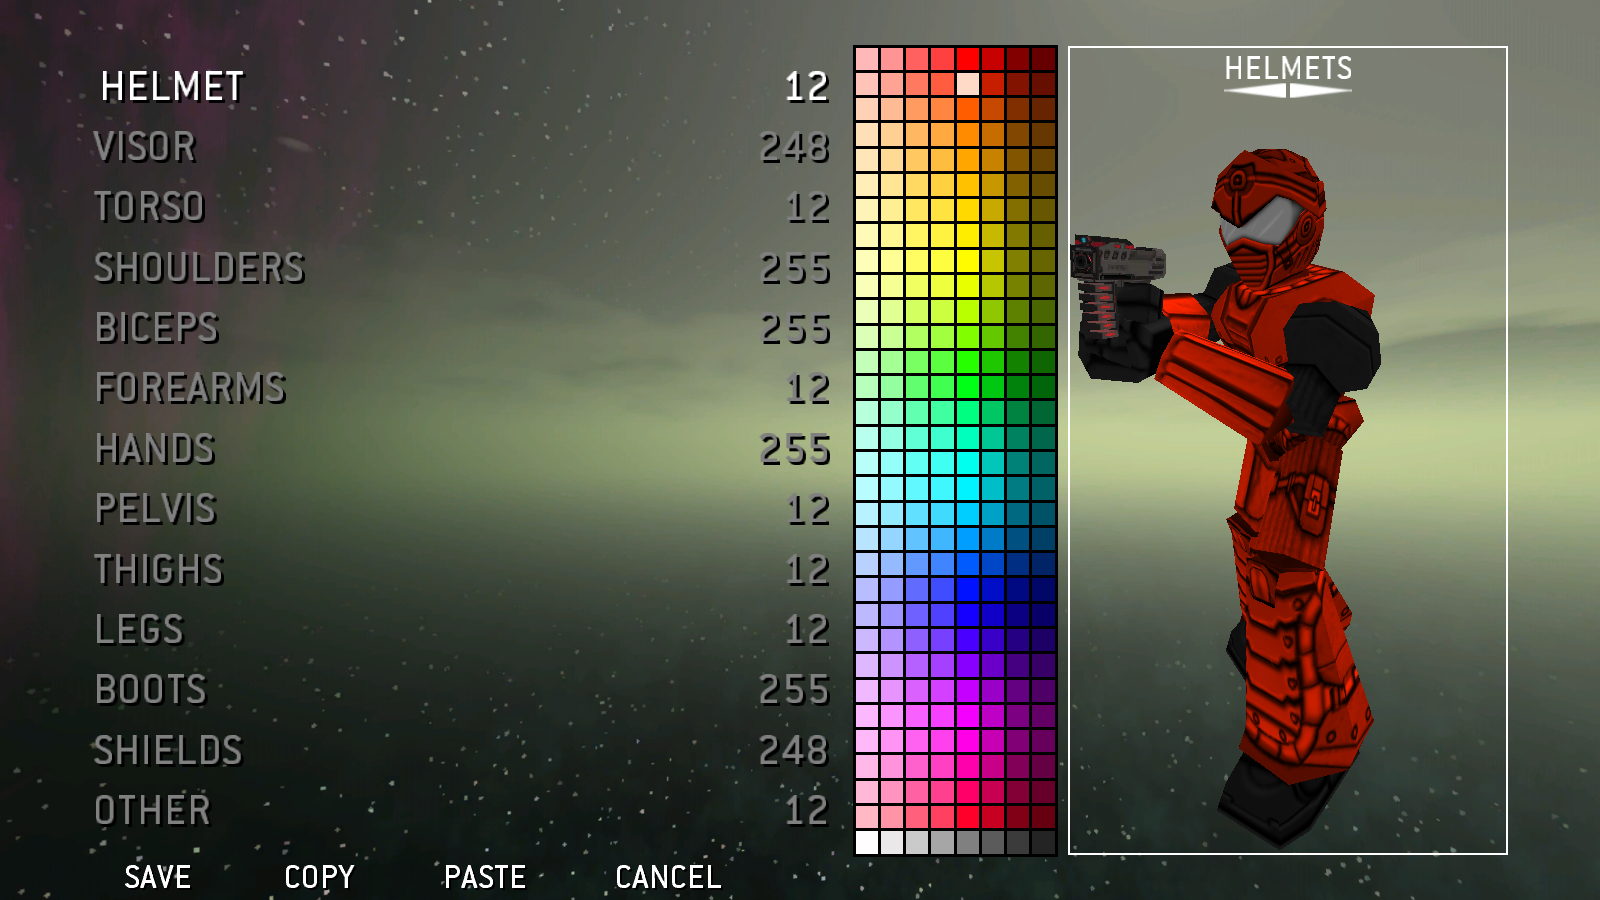 HELMET 12
VISOR 248
TORSO 12
SHOULDERS 255
BICEPS 255
FOREARMS 12
HANDS 255
PELVIS 12
THIGHS 12
LEGS 12
BOOTS 255
SHIELDS 248
OTHER 12
SAVE COPY PASTE CANCEL
HELMETS